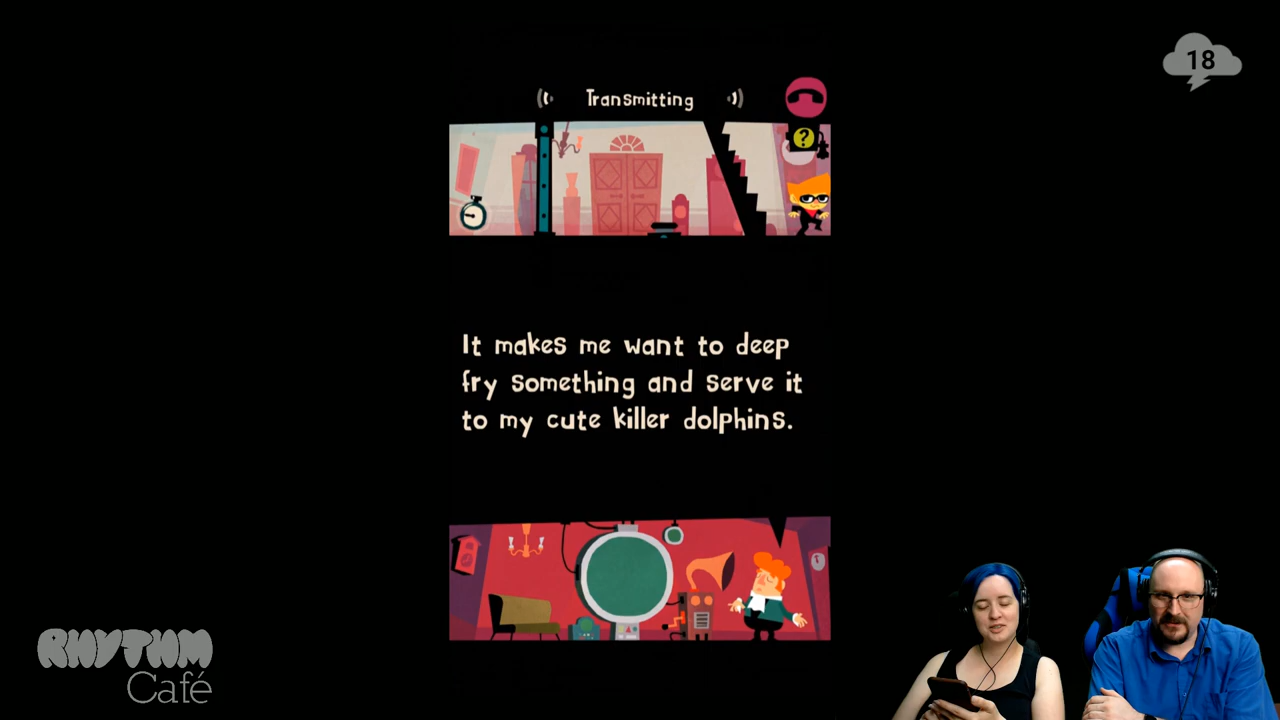 18
Transmitting
?
It makes me want to deep
fry something and serve it
to my cute killer dolphins.
RHYTHM
Café